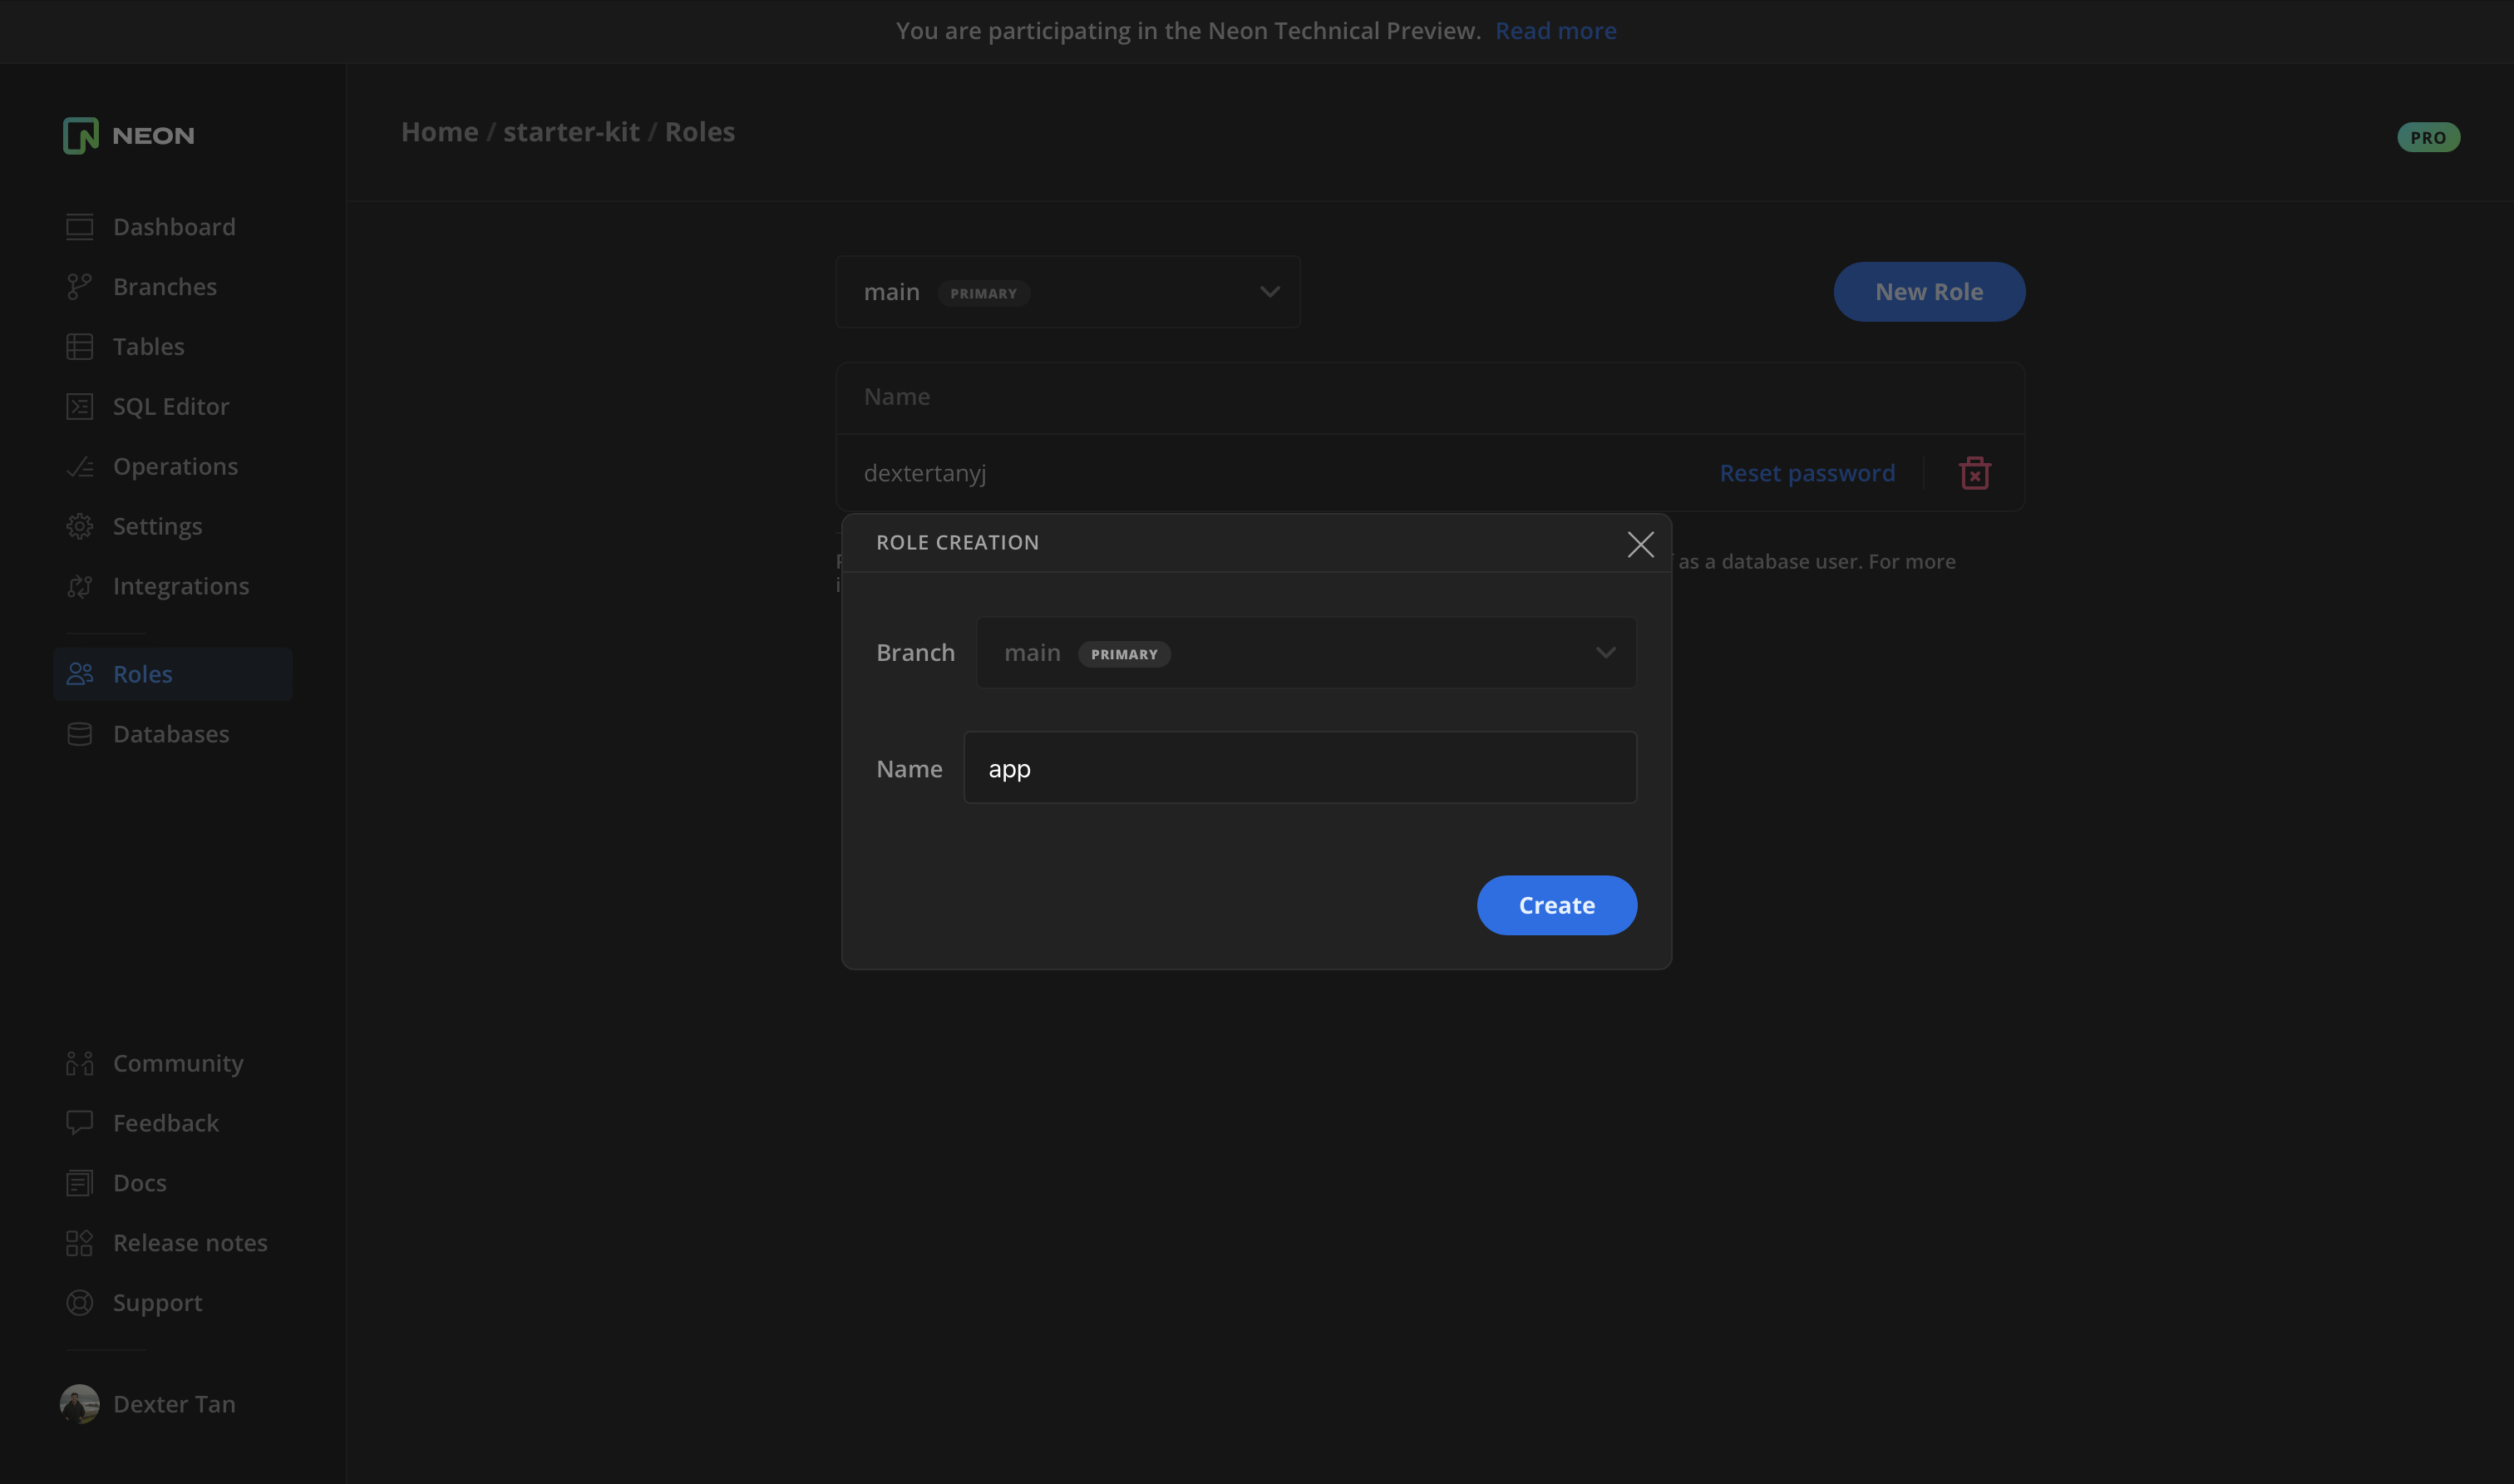 You are participating in the Neon Technical Preview. Read more
NEON
Home / starter-kit / Roles
PRO
Dashboard
Branches
Tables
SQL Editor
Operations
Settings
Integrations
Roles
Databases
main PRIMARY
New Role
Name
dextertanyj
Reset password
as a database user. For more
ROLE CREATION
Branch
main PRIMARY
Name
app
Create
Community
Feedback
Docs
Release notes
Support
Dexter Tan